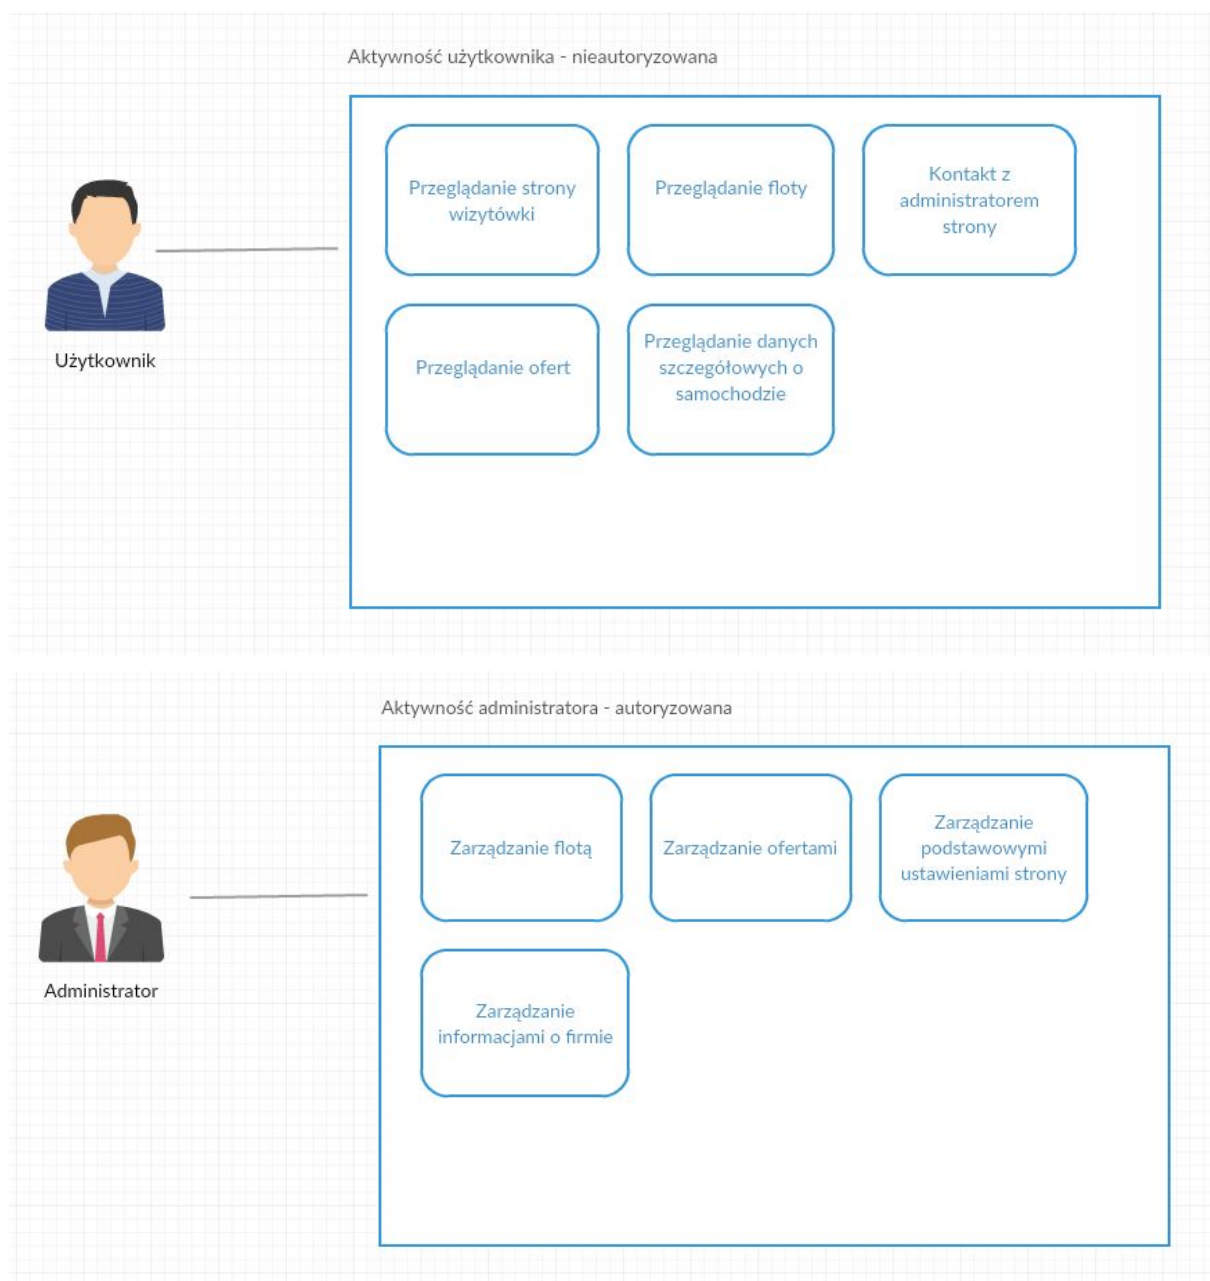 Aktywność użytkownika - nieautoryzowana
Przeglądanie strony
wizytówki
Przeglądanie floty
Kontakt z
administratorem
strony
Użytkownik
Przeglądanie ofert
Przeglądanie danych
szczegółowych o
samochodzie
Aktywność administratora - autoryzowana
Zarządzanie flotą
Zarządzanie ofertami
Zarządzanie
podstawowymi
ustawieniami strony
Administrator
Zarządzanie
informacjami o firmie